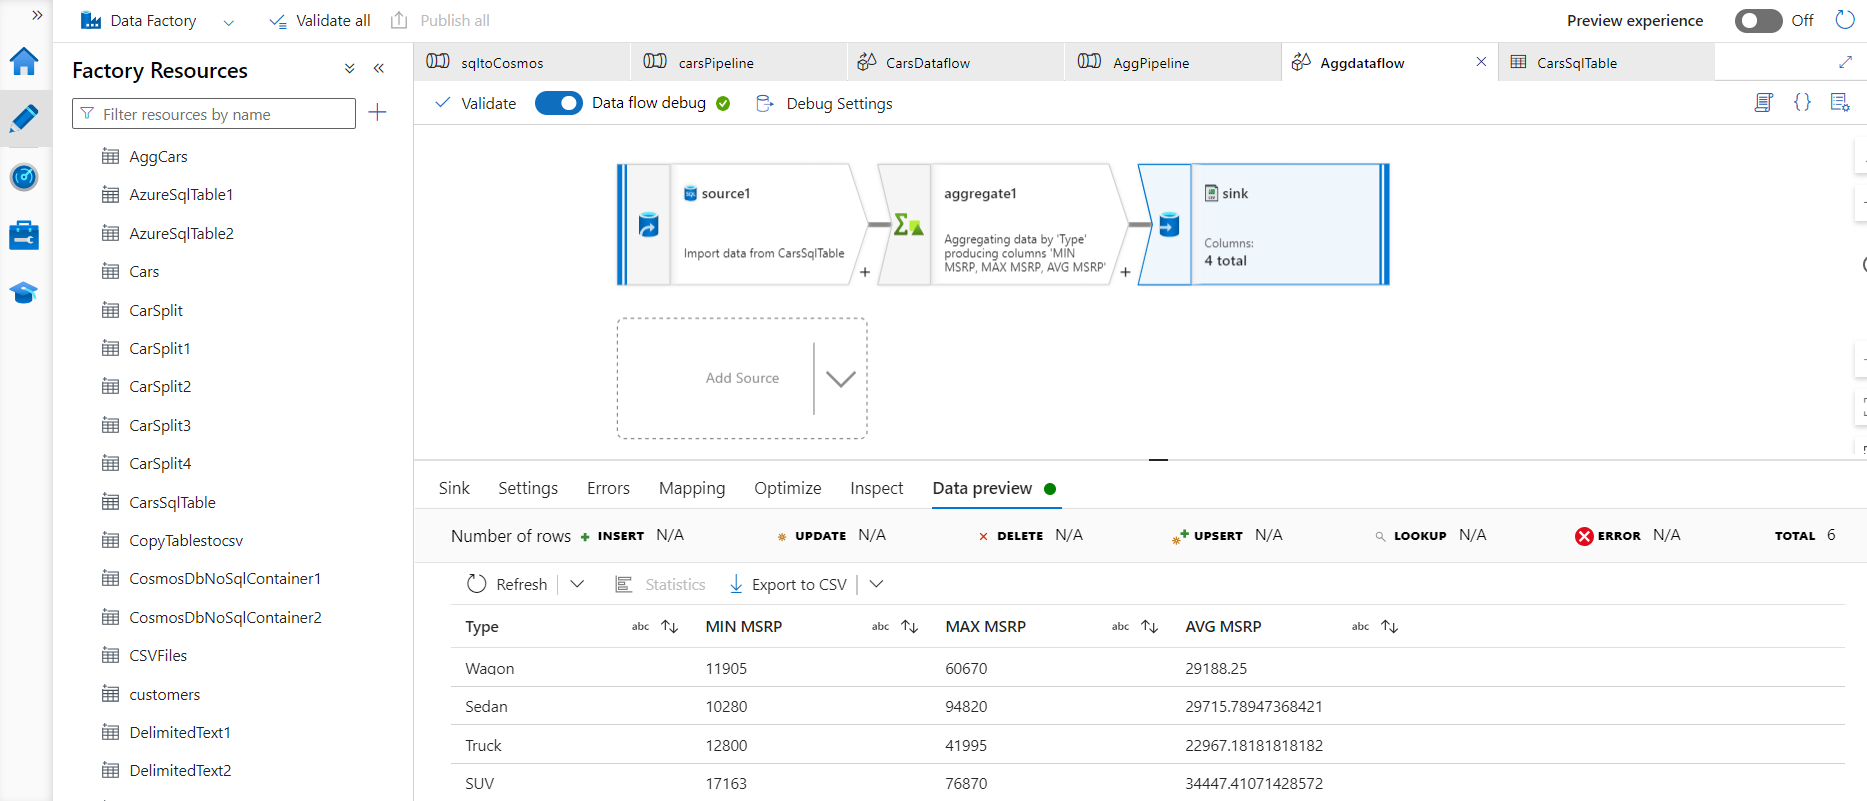 Data Factory
Validate all
Publish all
Preview experience
Off
Factory Resources
Filter resources by name
AggCars
AzureSqlTable1
AzureSqlTable2
Cars
CarSplit
CarSplit1
CarSplit2
CarSplit3
CarSplit4
CarsSqlTable
CopyTablestocsv
CosmosDbNoSqlContainer1
CosmosDbNoSqlContainer2
CSVFiles
customers
DelimitedText1
DelimitedText2
sqltoCosmos
carsPipeline
CarsDataflow
AggPipeline
Aggdataflow
CarsSqlTable
Validate
Data flow debug
Debug Settings
source1
Import data from CarsSqlTable
aggregate1
Aggregating data by 'Type'
producing columns 'MIN
MSRP, MAX MSRP, AVG MSRP'
sink
Columns:
4 total
Add Source
Sink Settings Errors Mapping Optimize Inspect Data preview
Number of rows INSERT N/A UPDATE N/A DELETE N/A UPSERT N/A LOOKUP N/A ERROR N/A TOTAL 6
Refresh Statistics Export to CSV
Type abc MIN MSRP abc MAX MSRP abc AVG MSRP abc
Wagon 11905 60670 29188.25
Sedan 10280 94820 29715.78947368421
Truck 12800 41995 22967.18181818182
SUV 17163 76870 34447.41071428572